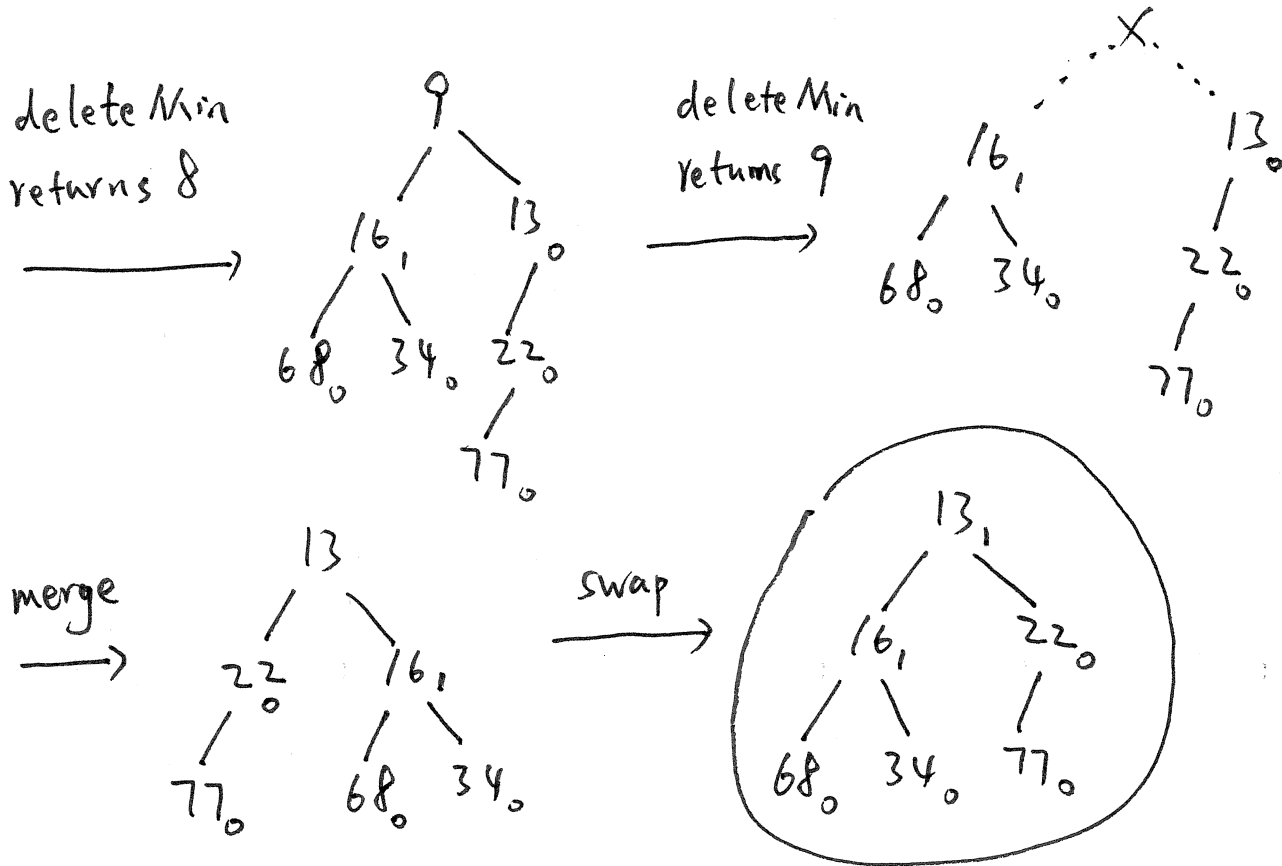 deleteMin
returns 8
9
16₁ 13₀
68₀ 34₀ 22₀
77₀
deleteMin
returns 9
X
16₁ 13₀
68₀ 34₀ 22₀
77₀
merge
13
22₀ 16₁
77₀ 68₀ 34₀
swap
13₁
16₁ 22₀
68₀ 34₀ 77₀